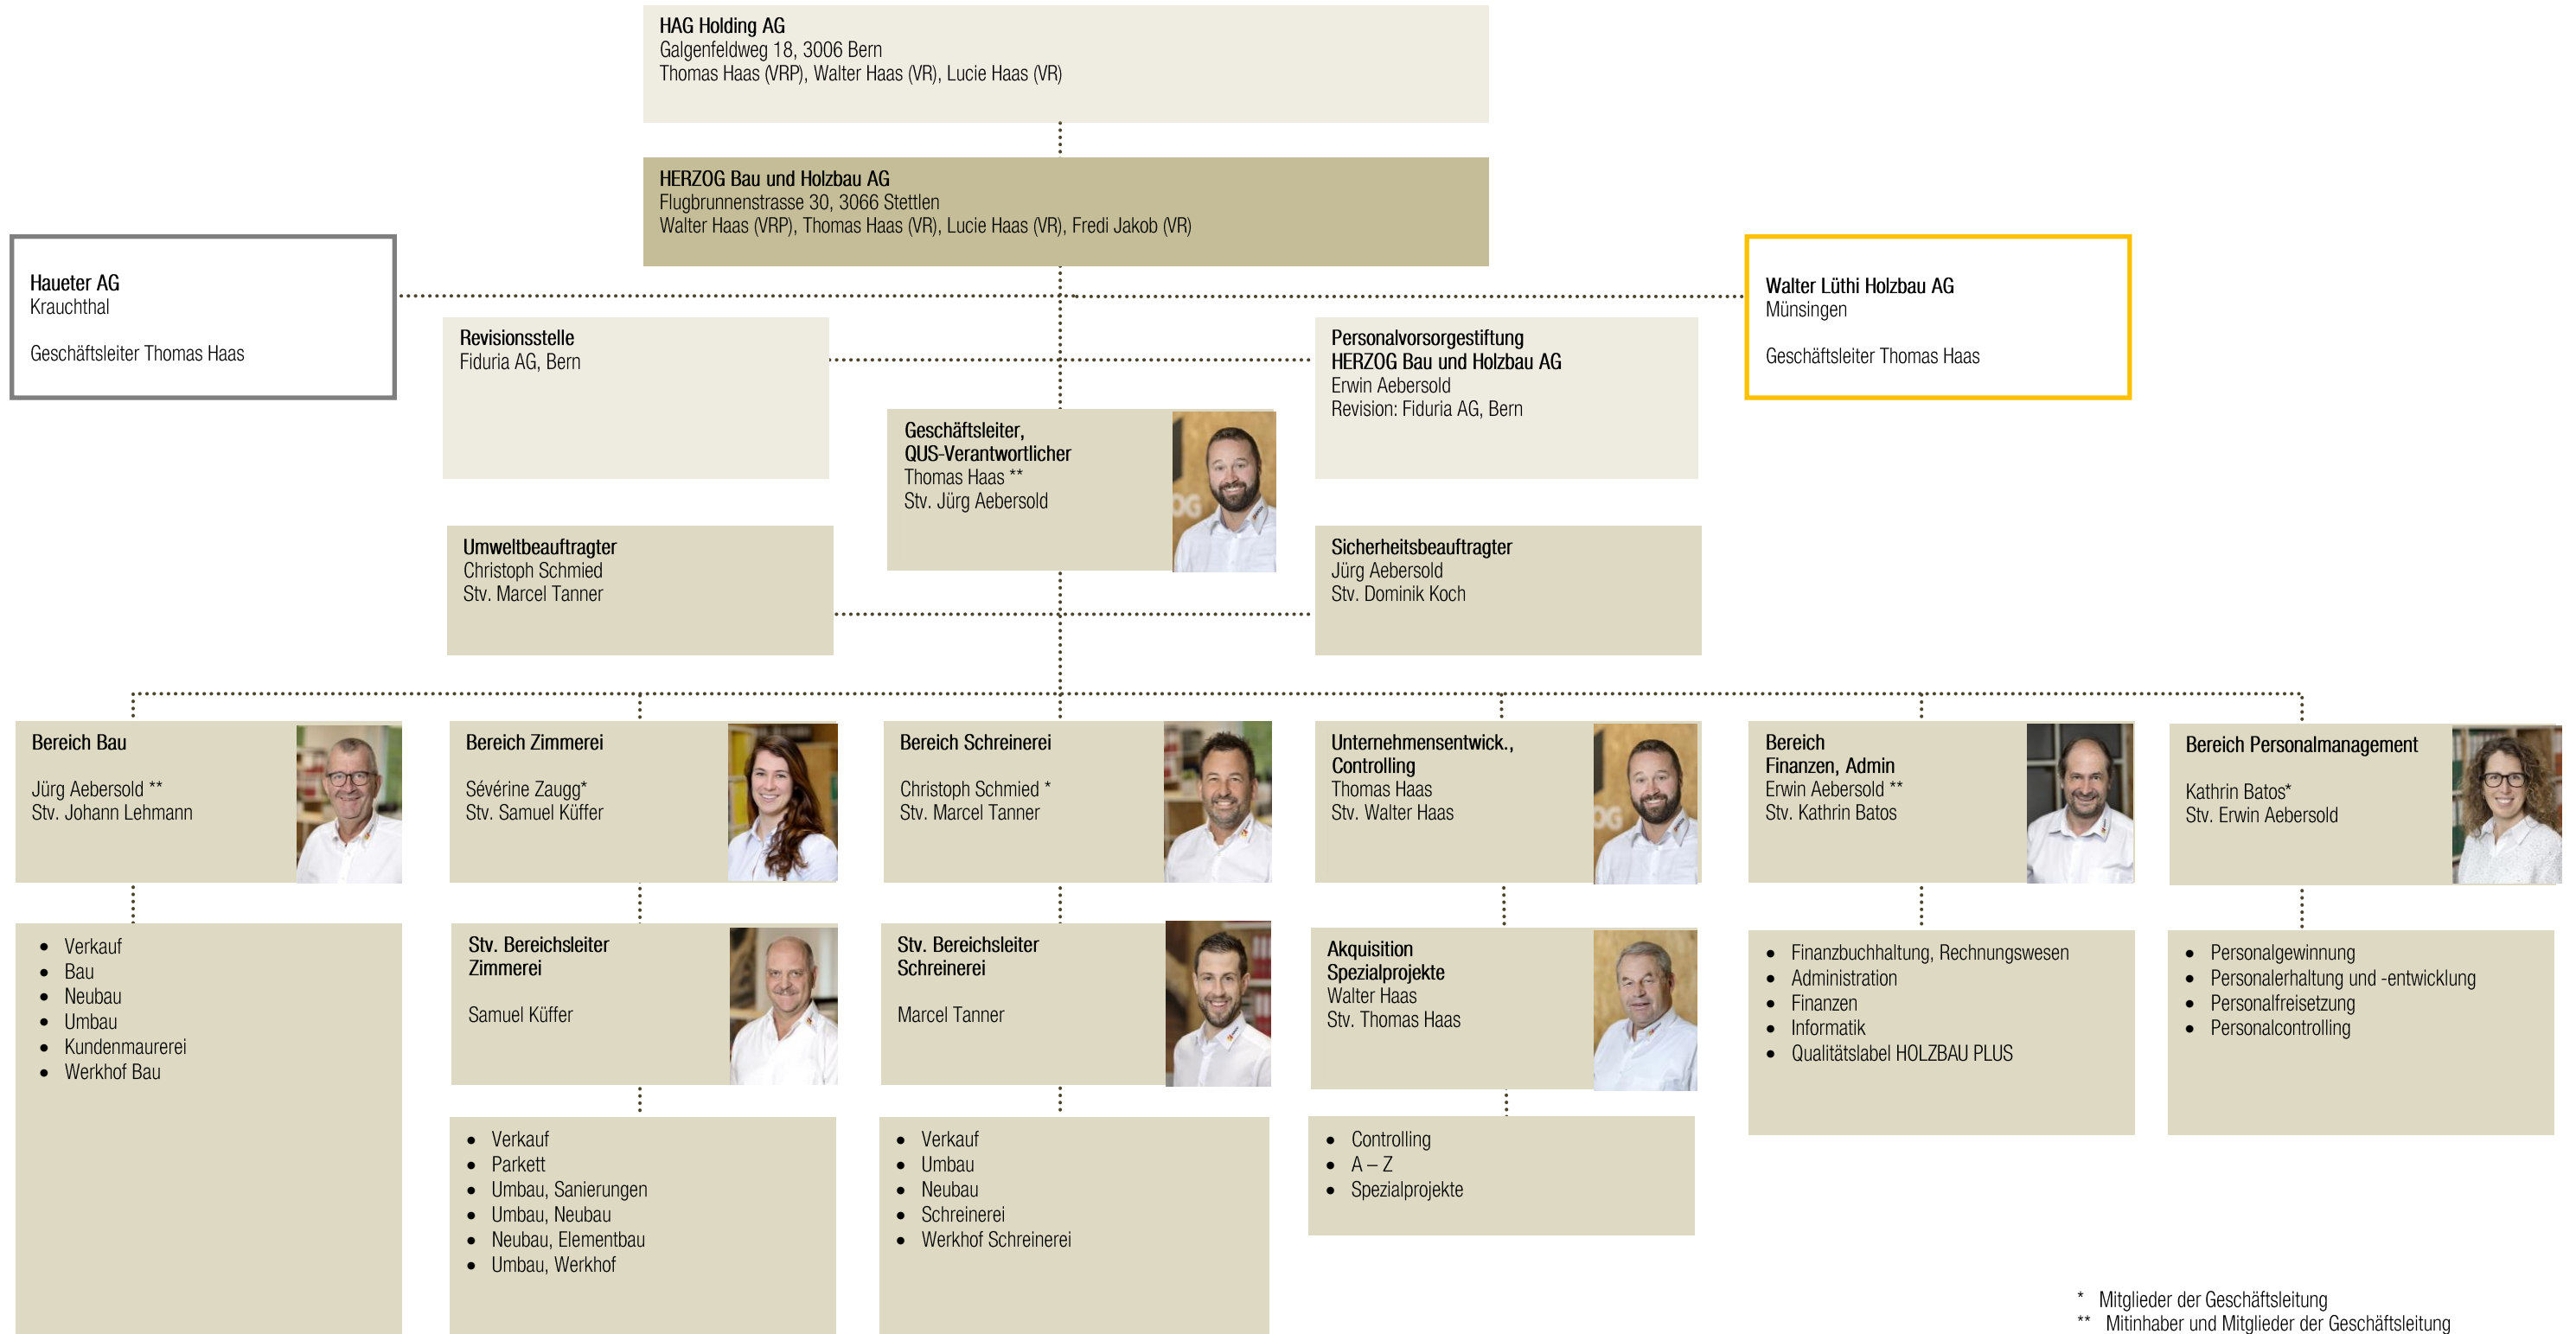 HAG Holding AG
Galgenfeldweg 18, 3006 Bern
Thomas Haas (VRP), Walter Haas (VR), Lucie Haas (VR)
HERZOG Bau und Holzbau AG
Flugbrunnenstrasse 30, 3066 Stettlen
Walter Haas (VRP), Thomas Haas (VR), Lucie Haas (VR), Fredi Jakob (VR)
Haueter AG
Krauchthal
Geschäftsleiter Thomas Haas
Walter Lüthi Holzbau AG
Münsingen
Geschäftsleiter Thomas Haas
Revisionsstelle
Fiduria AG, Bern
Personalvorsorgestiftung
HERZOG Bau und Holzbau AG
Erwin Aebersold
Revision: Fiduria AG, Bern
Geschäftsleiter,
QUS-Verantwortlicher
Thomas Haas **
Stv. Jürg Aebersold
OG
Umweltbeauftragter
Christoph Schmied
Stv. Marcel Tanner
Sicherheitsbeauftragter
Jürg Aebersold
Stv. Dominik Koch
Bereich Bau
Jürg Aebersold **
Stv. Johann Lehmann
Bereich Zimmerei
Sévérine Zaugg*
Stv. Samuel Küffer
Bereich Schreinerei
Christoph Schmied *
Stv. Marcel Tanner
Unternehmensentwick.,
Controlling
Thomas Haas
Stv. Walter Haas
OG
Bereich
Finanzen, Admin
Erwin Aebersold **
Stv. Kathrin Batos
Bereich Personalmanagement
Kathrin Batos*
Stv. Erwin Aebersold
• Verkauf
• Bau
• Neubau
• Umbau
• Kundenmaurerei
• Werkhof Bau
Stv. Bereichsleiter
Zimmerei
Samuel Küffer
Stv. Bereichsleiter
Schreinerei
Marcel Tanner
Akquisition
Spezialprojekte
Walter Haas
Stv. Thomas Haas
• Finanzbuchhaltung, Rechnungswesen
• Administration
• Finanzen
• Informatik
• Qualitätslabel HOLZBAU PLUS
• Personalgewinnung
• Personalerhaltung und -entwicklung
• Personalfreisetzung
• Personalcontrolling
• Verkauf
• Parkett
• Umbau, Sanierungen
• Umbau, Neubau
• Neubau, Elementbau
• Umbau, Werkhof
• Verkauf
• Umbau
• Neubau
• Schreinerei
• Werkhof Schreinerei
• Controlling
• A – Z
• Spezialprojekte
* Mitglieder der Geschäftsleitung
** Mitinhaber und Mitglieder der Geschäftsleitung